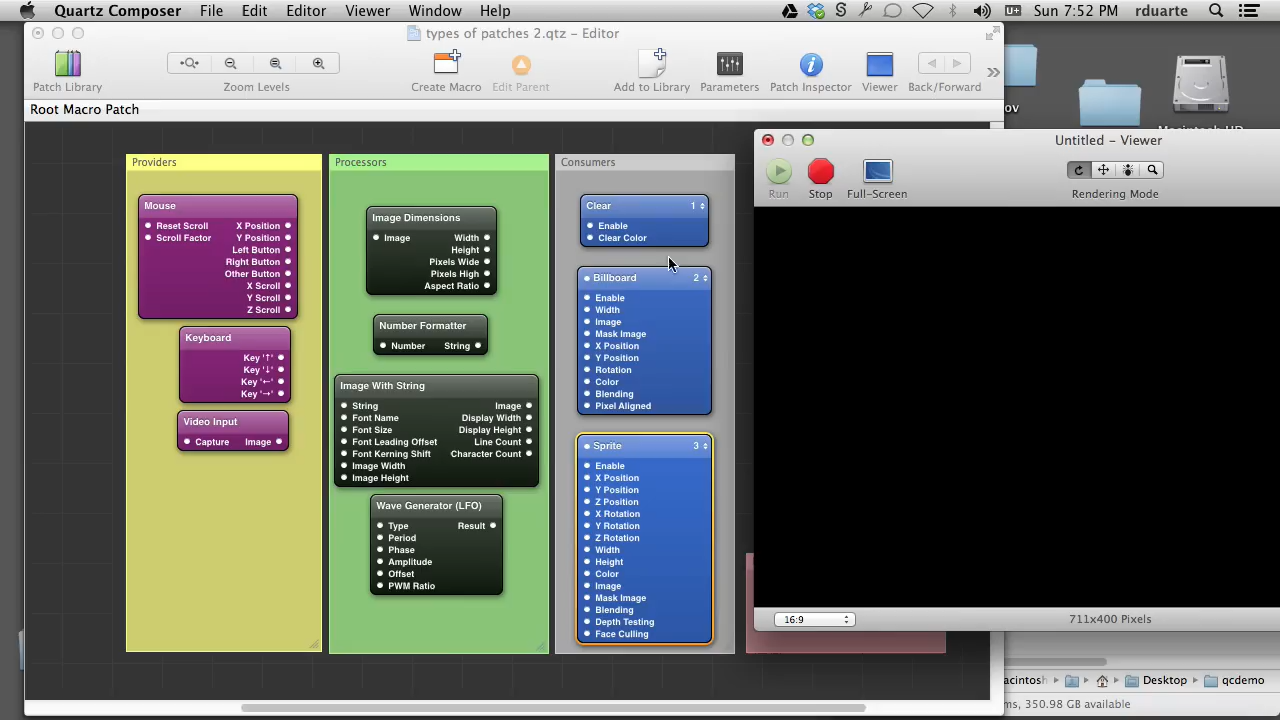 Quartz Composer File Edit Editor Viewer Window Help Sun 7:52 PM rduarte
types of patches 2.qtz – Editor
Patch Library Zoom Levels Create Macro Edit Parent Add to Library Parameters Patch Inspector Viewer Back/Forward
Root Macro Patch
Providers
Mouse
Reset Scroll X Position
Scroll Factor Y Position
Left Button
Right Button
Other Button
X Scroll
Y Scroll
Z Scroll
Keyboard
Key '↑'
Key '↓'
Key '←'
Key '→'
Video Input
Capture Image
Processors
Image Dimensions
Image Width
Height
Pixels Wide
Pixels High
Aspect Ratio
Number Formatter
Number String
Image With String
String Image
Font Name Display Width
Font Size Display Height
Font Leading Offset Line Count
Font Kerning Shift Character Count
Image Width
Image Height
Wave Generator (LFO)
Type Result
Period
Phase
Amplitude
Offset
PWM Ratio
Consumers
Clear 1
Enable
Clear Color
Billboard 2
Enable
Width
Image
Mask Image
X Position
Y Position
Rotation
Color
Blending
Pixel Aligned
Sprite 3
Enable
X Position
Y Position
Z Position
X Rotation
Y Rotation
Z Rotation
Width
Height
Color
Image
Mask Image
Blending
Depth Testing
Face Culling
Untitled – Viewer
Run Stop Full-Screen Rendering Mode
16:9 711x400 Pixels
ov
Desktop qcdemo
350.98 GB available